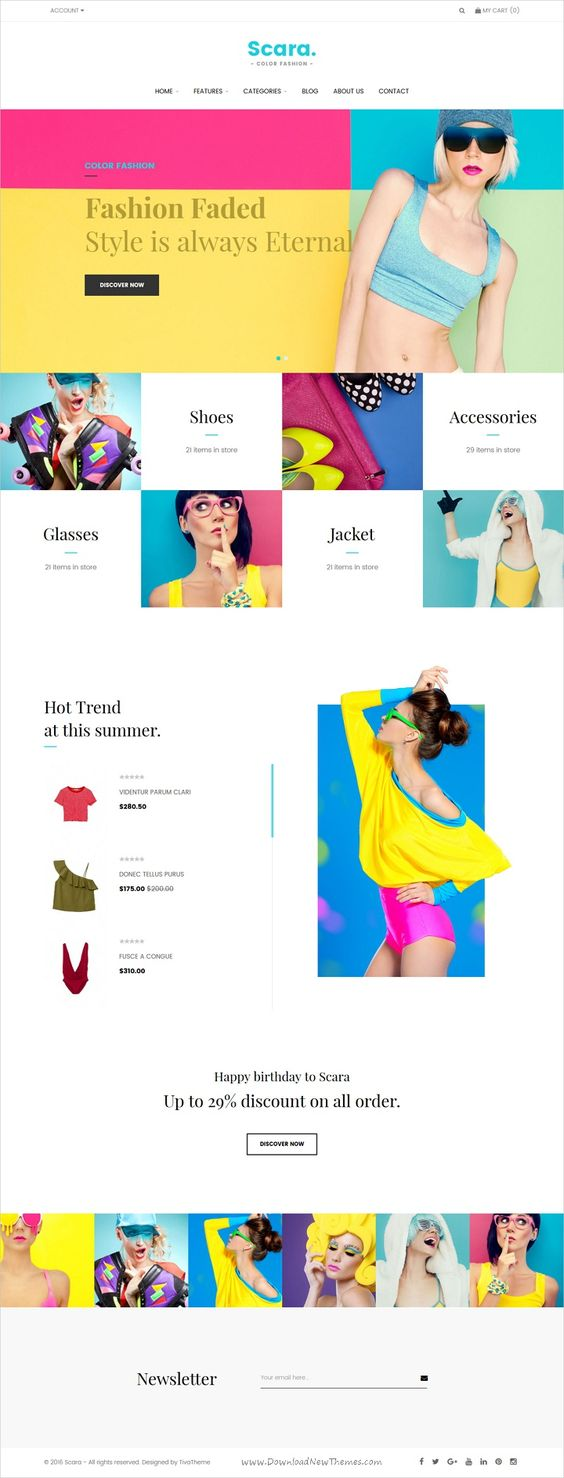 ACCOUNT
MY CART (0)
Scara.
- COLOR FASHION -
HOME FEATURES CATEGORIES BLOG ABOUT US CONTACT
COLOR FASHION
Fashion Faded
Style is always Eternal
DISCOVER NOW
Shoes
21 items in store
Accessories
29 items in store
Glasses
21 items in store
Jacket
21 items in store
Hot Trend
at this summer.
VIDENTUR PARUM CLARI
$280.50
DONEC TELLUS PURUS
$175.00 $200.00
FUSCE A CONGUE
$310.00
Happy birthday to Scara
Up to 29% discount on all order.
DISCOVER NOW
Newsletter
Your email here...
© 2016 Scara - All rights reserved. Designed by TivaTheme
www.DownloadNewThemes.com